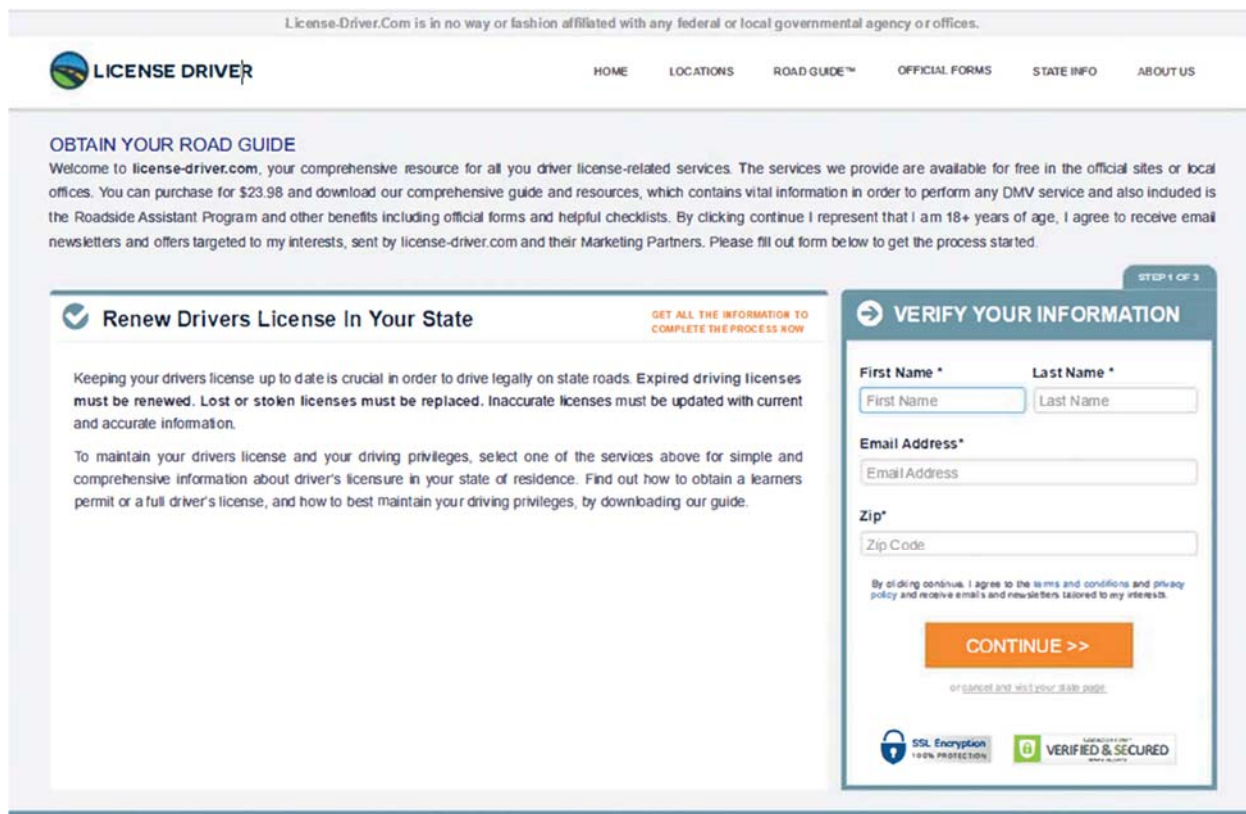 License-Driver.Com is in no way or fashion affiliated with any federal or local governmental agency or offices.
LICENSE DRIVER
HOME LOCATIONS ROAD GUIDE™ OFFICIAL FORMS STATE INFO ABOUT US
OBTAIN YOUR ROAD GUIDE
Welcome to license-driver.com, your comprehensive resource for all you driver license-related services. The services we provide are available for free in the official sites or local
offices. You can purchase for $23.98 and download our comprehensive guide and resources, which contains vital information in order to perform any DMV service and also included is
the Roadside Assistant Program and other benefits including official forms and helpful checklists. By clicking continue I represent that I am 18+ years of age, I agree to receive email
newsletters and offers targeted to my interests, sent by license-driver.com and their Marketing Partners. Please fill out form below to get the process started.
STEP 1 OF 3
Renew Drivers License In Your State
GET ALL THE INFORMATION TO
COMPLETE THE PROCESS NOW
Keeping your drivers license up to date is crucial in order to drive legally on state roads. Expired driving licenses
must be renewed. Lost or stolen licenses must be replaced. Inaccurate licenses must be updated with current
and accurate information.
To maintain your drivers license and your driving privileges, select one of the services above for simple and
comprehensive information about driver's licensure in your state of residence. Find out how to obtain a learners
permit or a full driver's license, and how to best maintain your driving privileges, by downloading our guide.
VERIFY YOUR INFORMATION
First Name * Last Name *
First Name Last Name
Email Address*
Email Address
Zip*
Zip Code
By clicking continue, I agree to the terms and conditions and privacy
policy and receive emails and newsletters tailored to my interests.
CONTINUE >>
or cancel and visit your state page
SSL Encryption
100% PROTECTION
VERIFIED & SECURED